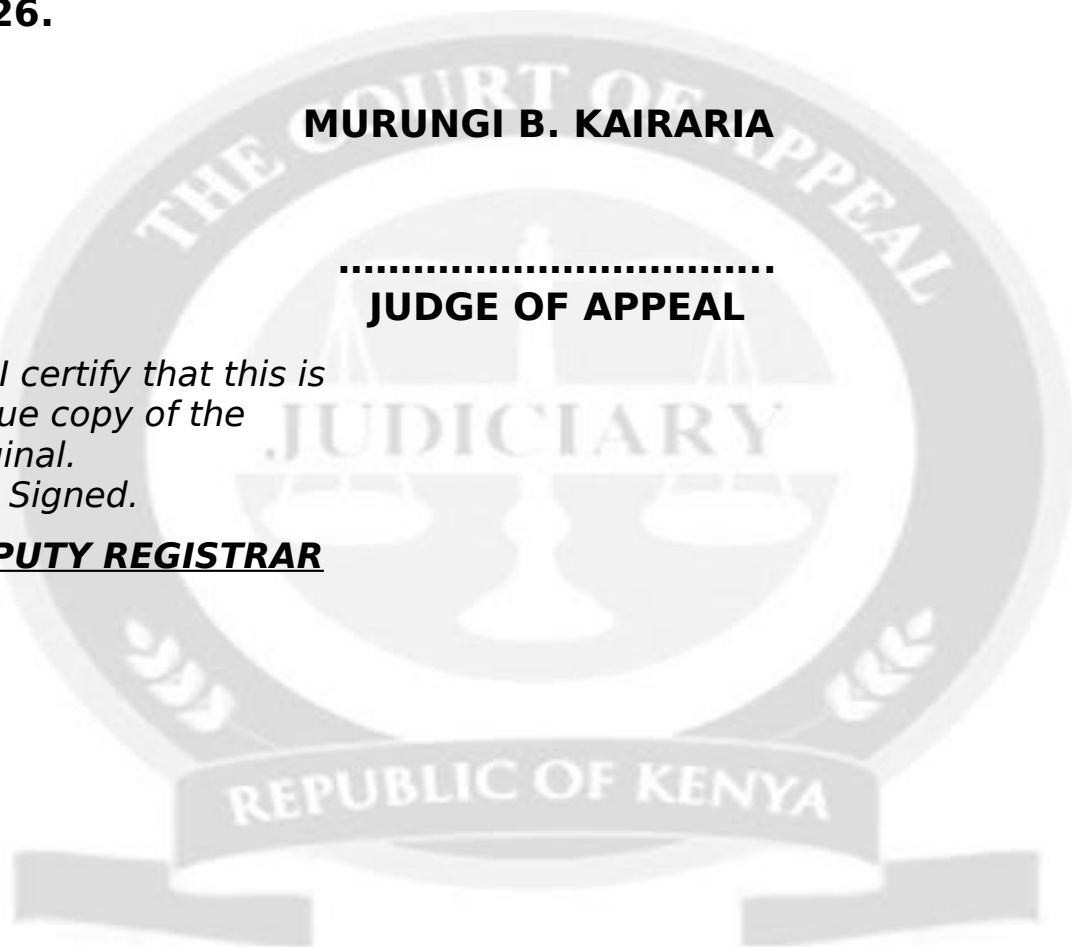 26.
MURUNGI B. KAIRARIA
.......................................
JUDGE OF APPEAL
I certify that this is
ue copy of the
ginal.
Signed.
PUTY REGISTRAR
THE COURT OF APPEAL
JUDICIARY
REPUBLIC OF KENYA